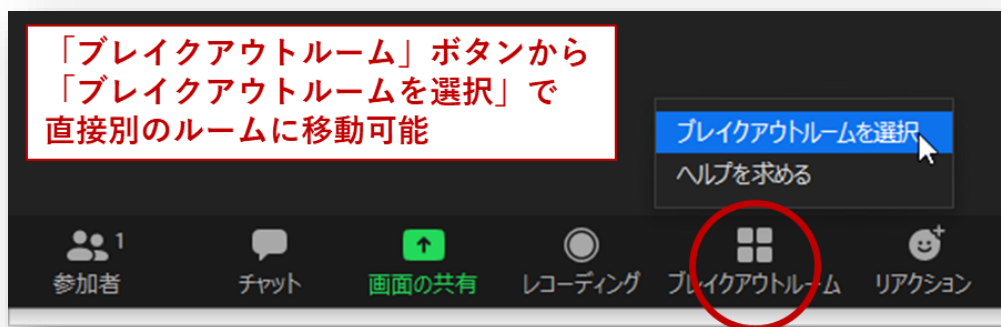 「ブレイクアウトルーム」ボタンから
「ブレイクアウトルームを選択」で
直接別のルームに移動可能
ブレイクアウトルームを選択
ヘルプを求める
1
参加者
チャット
画面の共有
レコーディング
ブレイクアウトルーム
リアクション